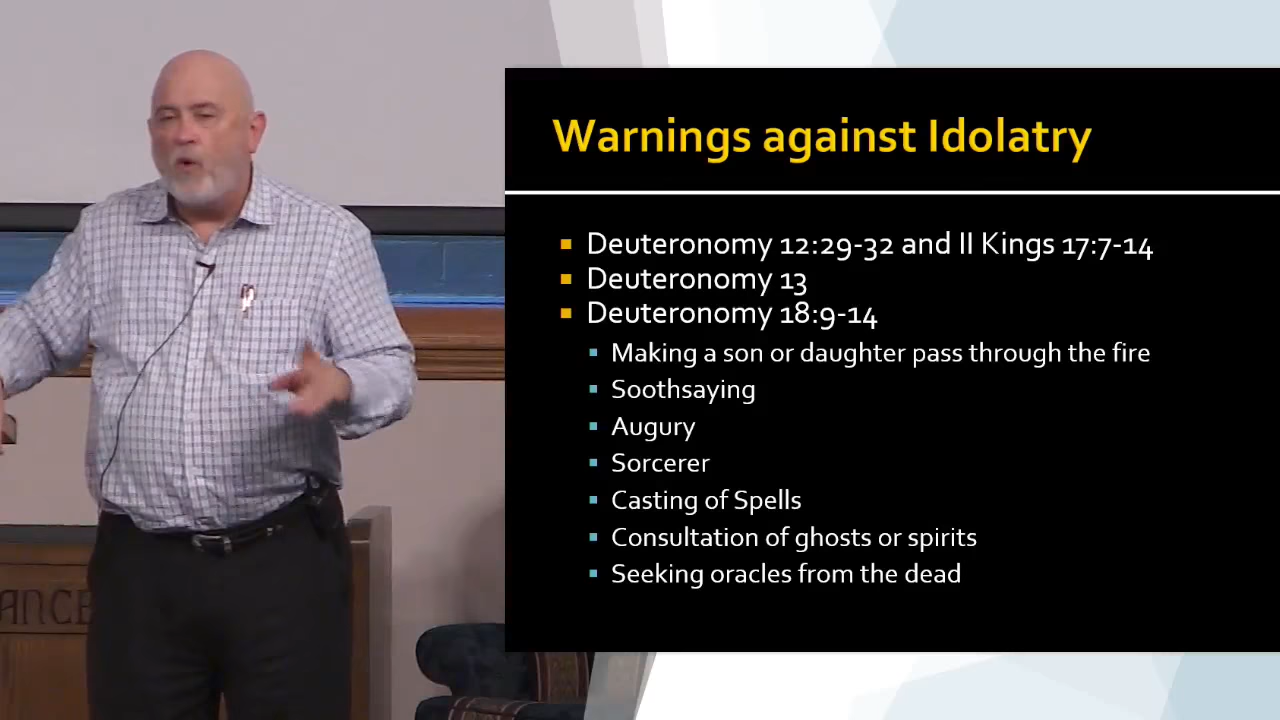 Warnings against Idolatry
Deuteronomy 12:29-32 and II Kings 17:7-14
Deuteronomy 13
Deuteronomy 18:9-14
Making a son or daughter pass through the fire
Soothsaying
Augury
Sorcerer
Casting of Spells
Consultation of ghosts or spirits
Seeking oracles from the dead
ANCE